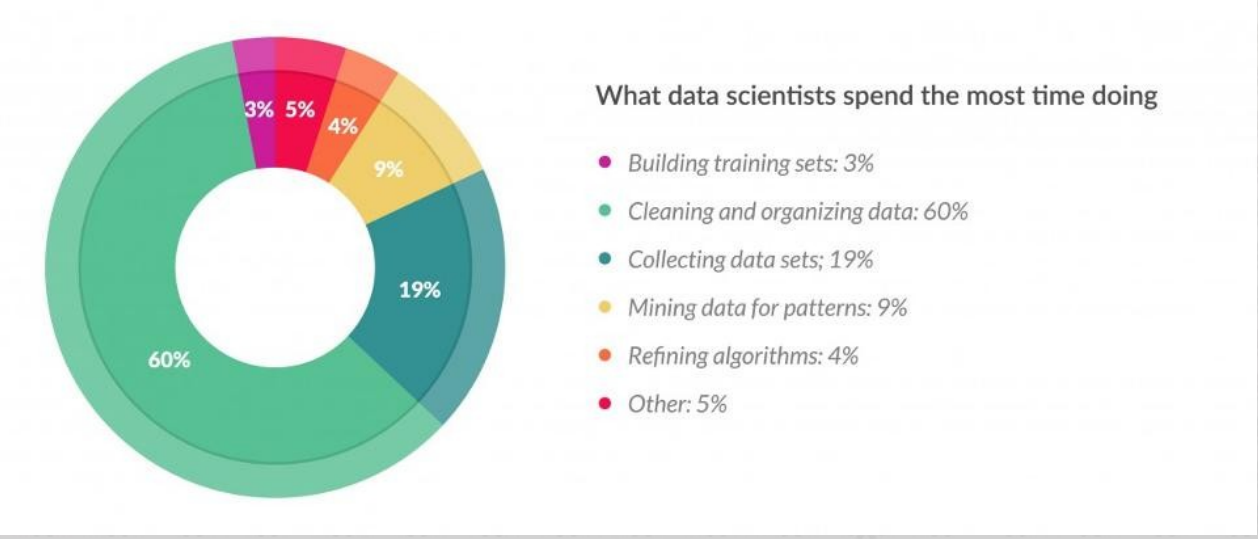 3% 5%
4%
9%
19%
60%
What data scientists spend the most time doing
Building training sets: 3%
Cleaning and organizing data: 60%
Collecting data sets; 19%
Mining data for patterns: 9%
Refining algorithms: 4%
Other: 5%